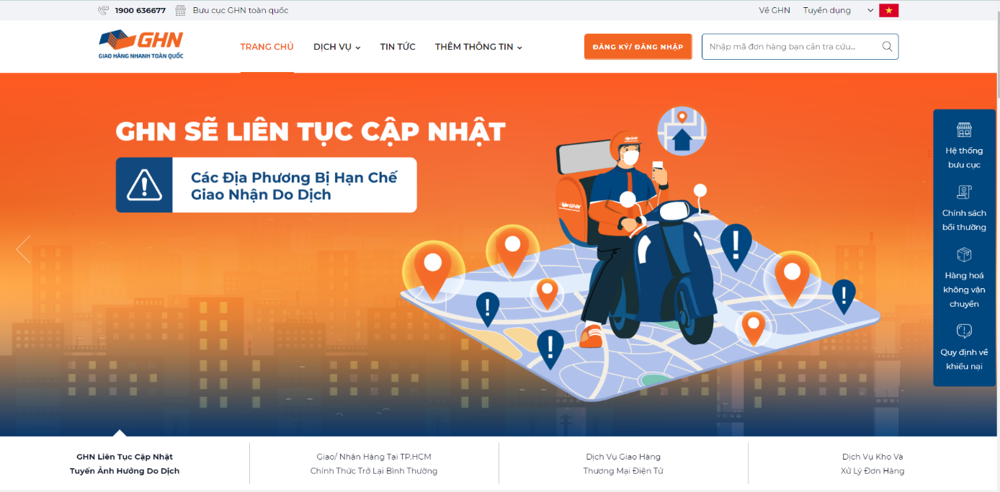 1900 636677
Bưu cục GHN toàn quốc
Về GHN
Tuyển dụng
GHN
GIAO HÀNG NHANH TOÀN QUỐC
TRANG CHỦ
DỊCH VỤ
TIN TỨC
THÊM THÔNG TIN
ĐĂNG KÝ/ ĐĂNG NHẬP
Nhập mã đơn hàng bạn cần tra cứu...
GHN SẼ LIÊN TỤC CẬP NHẬT
Các Địa Phương Bị Hạn Chế
Giao Nhận Do Dịch
GHN
GHN
Hệ thống
bưu cục
Chính sách
bồi thường
Hàng hoá
không vận
chuyển
Quy định về
khiếu nại
GHN Liên Tục Cập Nhật
Tuyến Ảnh Hưởng Do Dịch
Giao/ Nhận Hàng Tại TP.HCM
Chính Thức Trở Lại Bình Thường
Dịch Vụ Giao Hàng
Thương Mại Điện Tử
Dịch Vụ Kho Và
Xử Lý Đơn Hàng